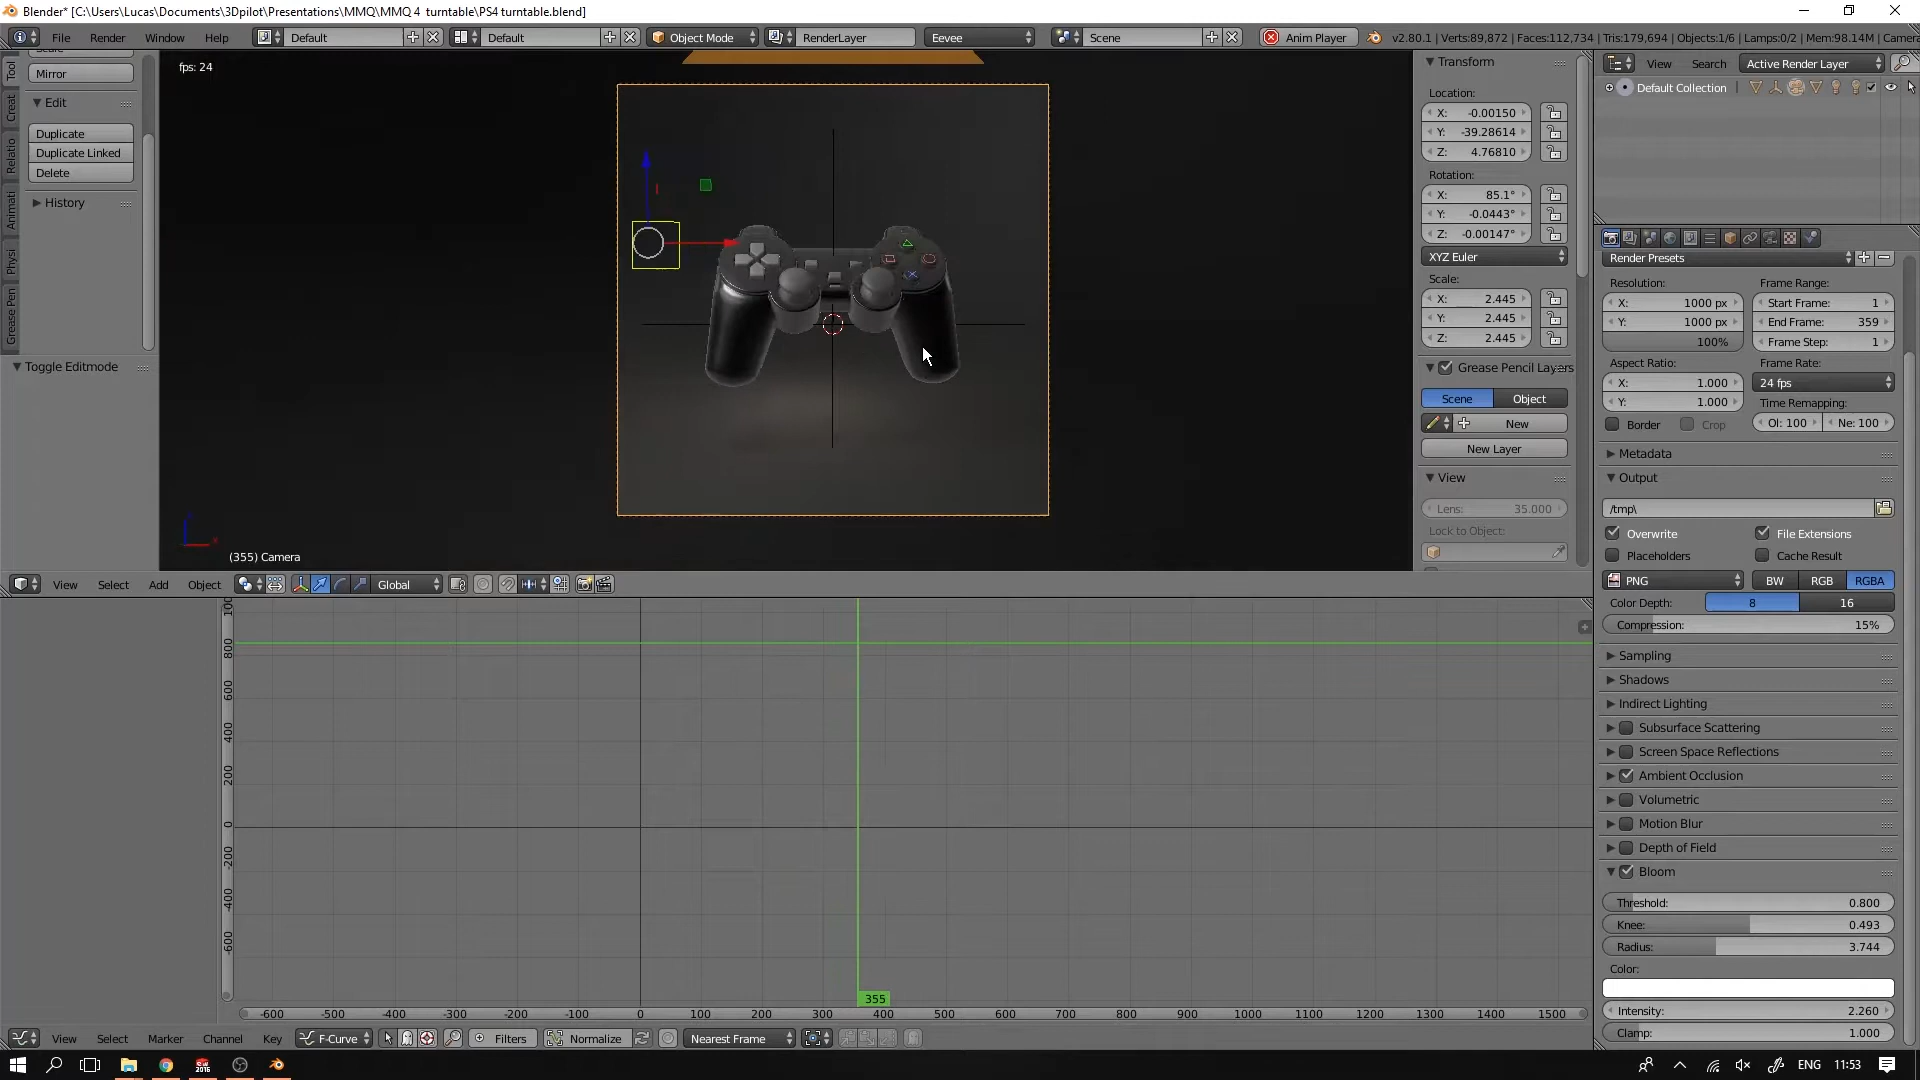 Blender* [C:\Users\Lucas\Documents\3Dpilot\Presentations\MMQ\MMQ 4  turntable\PS4 turntable.blend]
File Render Window Help Default Default Object Mode RenderLayer Eevee Scene Anim Player v2.80.1 | Verts:89,872 | Faces:112,734 | Tris:179,694 | Objects:1/6 | Lamps:0/2 | Mem:98.14M | Camera
Tool
Creat
Relatio
Animati
Physi
Grease Pen
Mirror
Edit
Duplicate
Duplicate Linked
Delete
History
Toggle Editmode
fps: 24
(355) Camera
View Select Add Object Global
Transform
Location:
X: -0.00150
Y: -39.28614
Z: 4.76810
Rotation:
X: 85.1°
Y: -0.0443°
Z: -0.00147°
XYZ Euler
Scale:
X: 2.445
Y: 2.445
Z: 2.445
Grease Pencil Layers
Scene Object
New
New Layer
View
Lens: 35.000
Lock to Object:
View Search Active Render Layer
Default Collection
Render Presets
Resolution: Frame Range:
X: 1000 px Start Frame: 1
Y: 1000 px End Frame: 359
100% Frame Step: 1
Aspect Ratio: Frame Rate:
X: 1.000 24 fps
Y: 1.000 Time Remapping:
Border Crop Ol: 100 Ne: 100
Metadata
Output
/tmp\
Overwrite File Extensions
Placeholders Cache Result
PNG BW RGB RGBA
Color Depth: 8 16
Compression: 15%
Sampling
Shadows
Indirect Lighting
Subsurface Scattering
Screen Space Reflections
Ambient Occlusion
Volumetric
Motion Blur
Depth of Field
Bloom
Threshold: 0.800
Knee: 0.493
Radius: 3.744
Color:
Intensity: 2.260
Clamp: 1.000
800
600
400
200
0
-200
-400
-600
355
-600 -500 -400 -300 -200 -100 0 100 200 300 400 500 600 700 800 900 1000 1100 1200 1300 1400 1500
View Select Marker Channel Key F-Curve Filters Normalize Nearest Frame
ENG 11:53